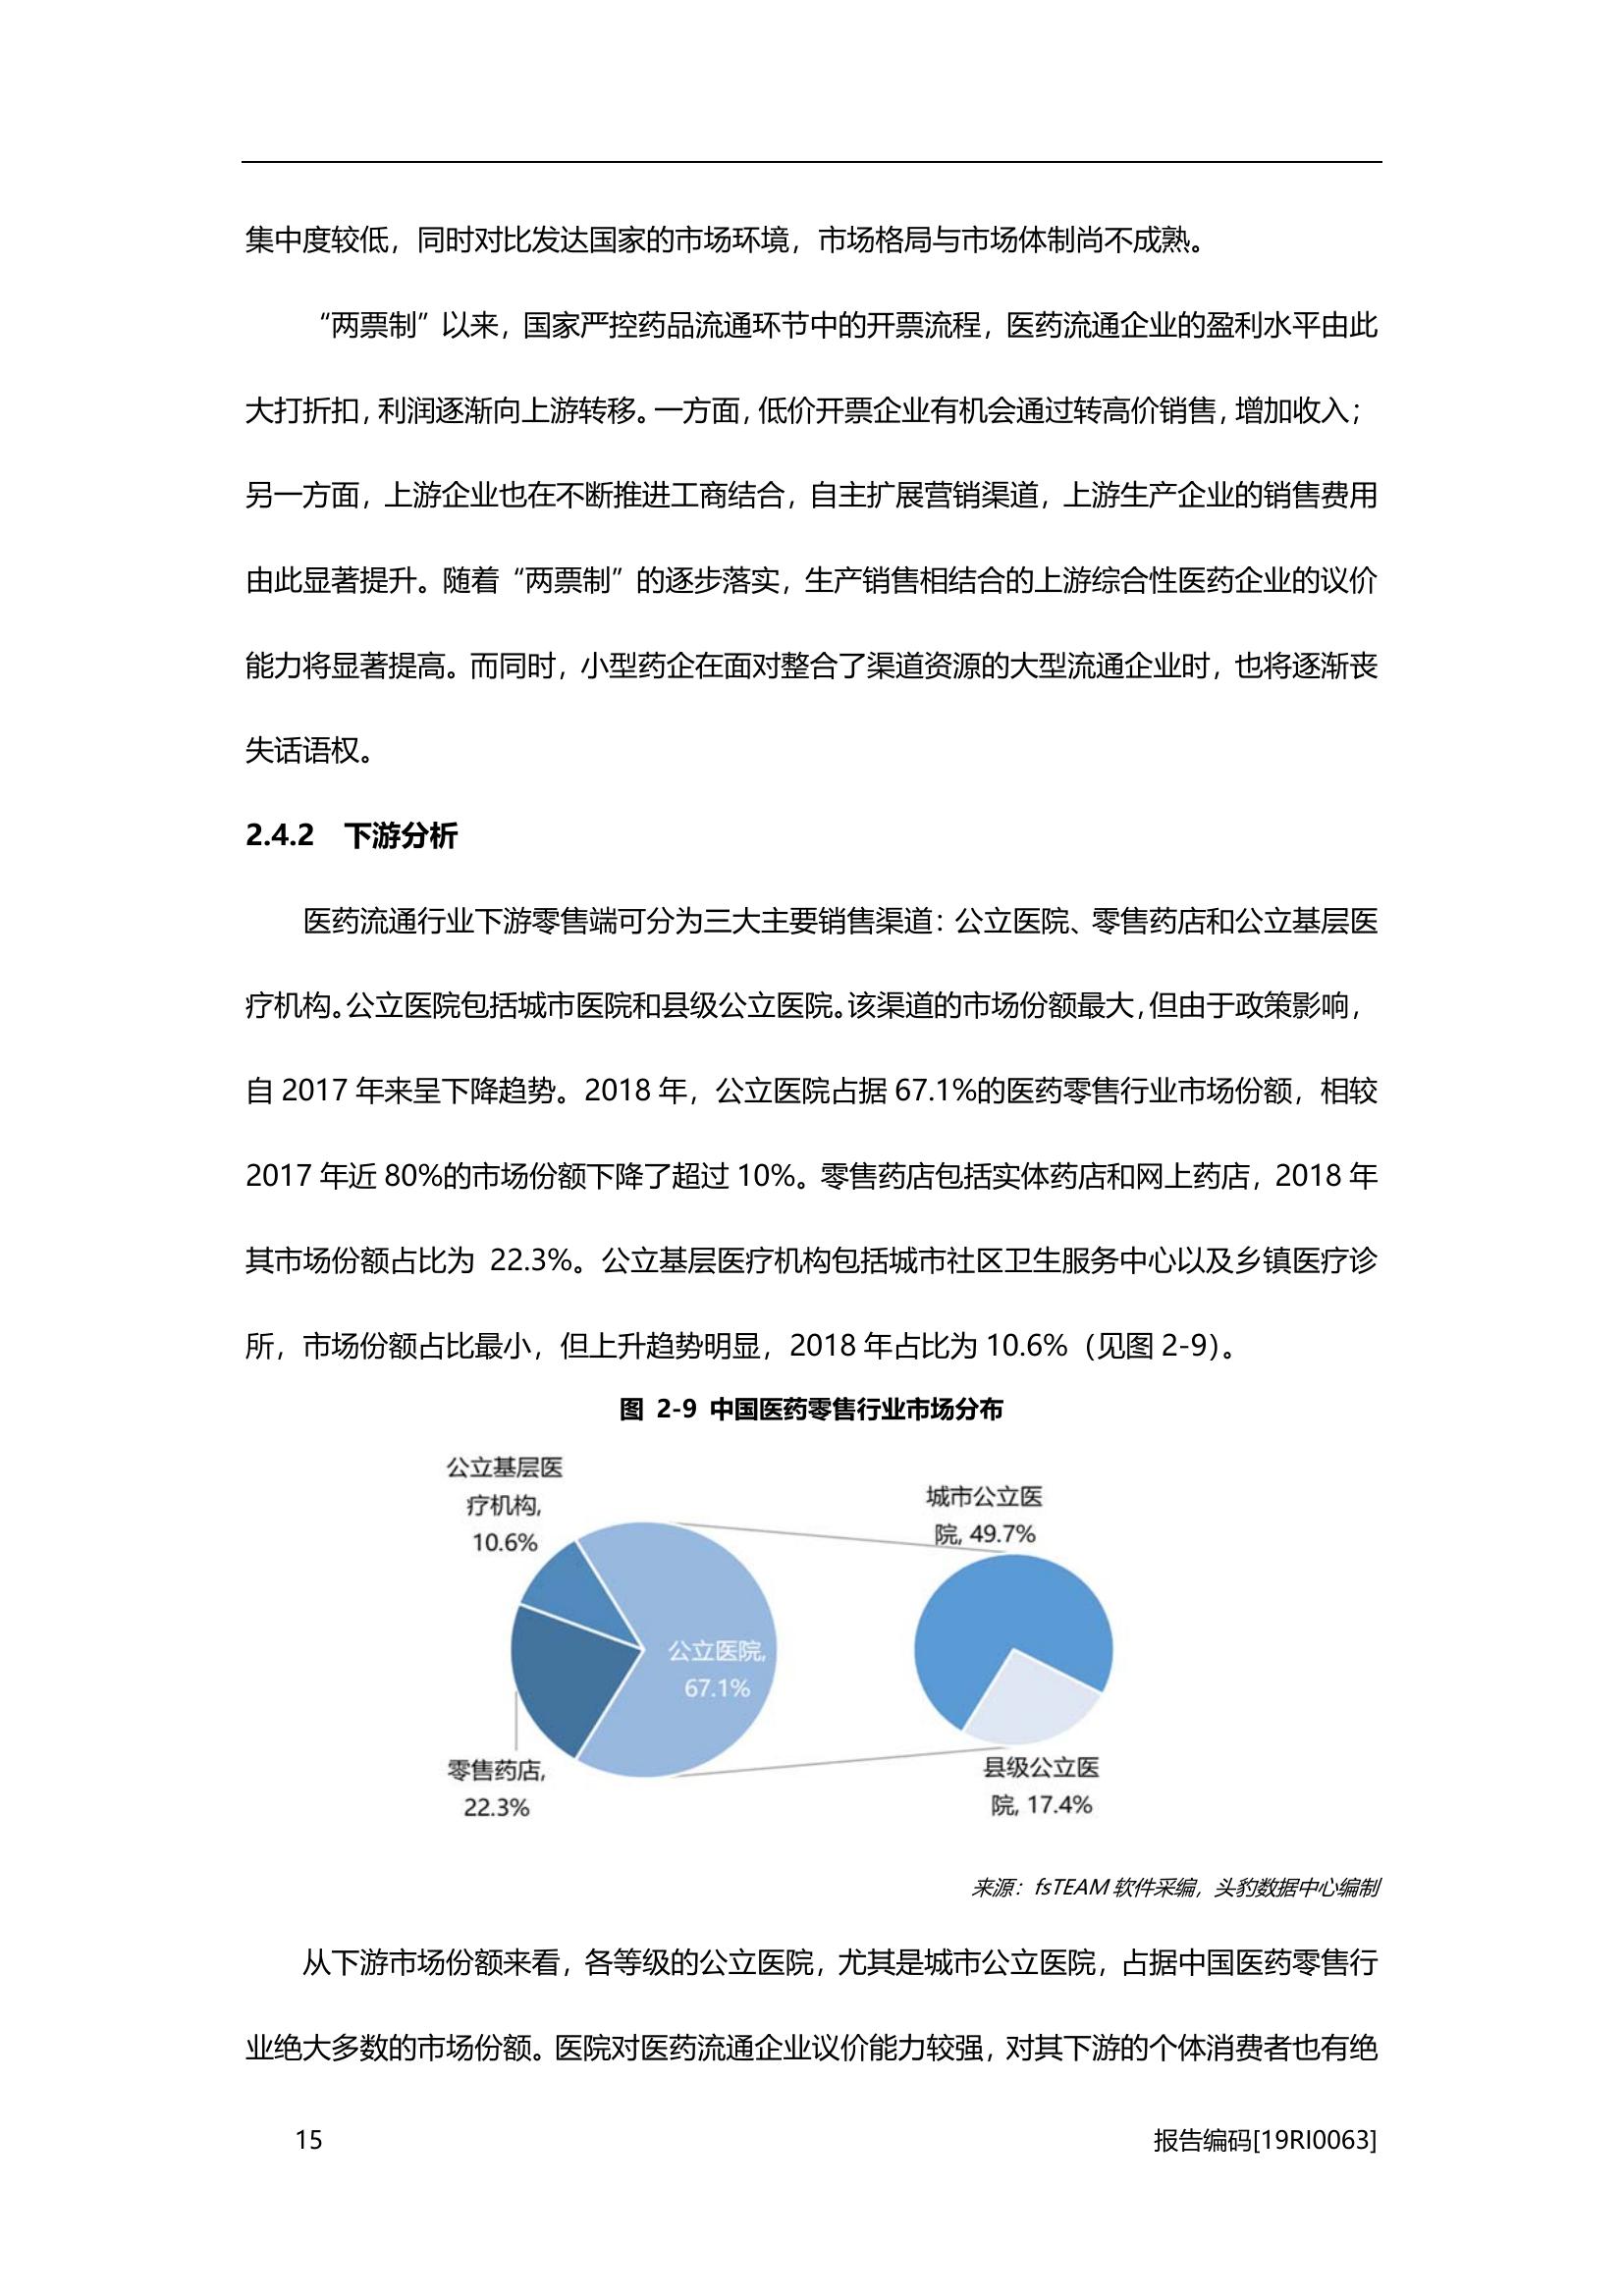 集中度较低，同时对比发达国家的市场环境，市场格局与市场体制尚不成熟。
“两票制”以来，国家严控药品流通环节中的开票流程，医药流通企业的盈利水平由此
大打折扣，利润逐渐向上游转移。一方面，低价开票企业有机会通过转高价销售，增加收入；
另一方面，上游企业也在不断推进工商结合，自主扩展营销渠道，上游生产企业的销售费用
由此显著提升。随着“两票制”的逐步落实，生产销售相结合的上游综合性医药企业的议价
能力将显著提高。而同时，小型药企在面对整合了渠道资源的大型流通企业时，也将逐渐丧
失话语权。
2.4.2 下游分析
医药流通行业下游零售端可分为三大主要销售渠道：公立医院、零售药店和公立基层医
疗机构。公立医院包括城市医院和县级公立医院。该渠道的市场份额最大，但由于政策影响，
自 2017 年来呈下降趋势。2018 年，公立医院占据 67.1%的医药零售行业市场份额，相较
2017 年近 80%的市场份额下降了超过 10%。零售药店包括实体药店和网上药店，2018 年
其市场份额占比为 22.3%。公立基层医疗机构包括城市社区卫生服务中心以及乡镇医疗诊
所，市场份额占比最小，但上升趋势明显，2018 年占比为 10.6%（见图 2-9）。
图 2-9 中国医药零售行业市场分布
公立基层医
疗机构,
10.6%
城市公立医
院, 49.7%
公立医院,
67.1%
零售药店,
22.3%
县级公立医
院, 17.4%
来源：fsTEAM 软件采编，头豹数据中心编制
从下游市场份额来看，各等级的公立医院，尤其是城市公立医院，占据中国医药零售行
业绝大多数的市场份额。医院对医药流通企业议价能力较强，对其下游的个体消费者也有绝
15
报告编码[19RI0063]